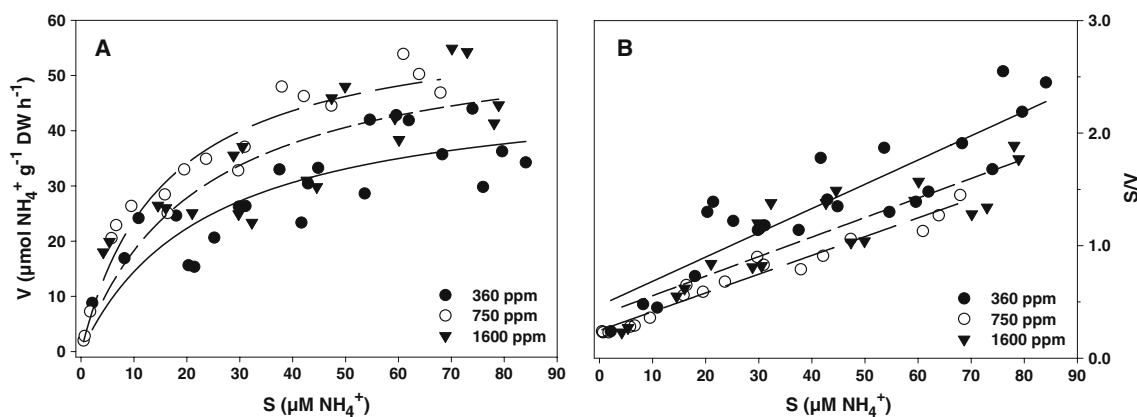 A
V (µmol NH₄⁺ g⁻¹ DW h⁻¹)
60
50
40
30
20
10
0
360 ppm
750 ppm
1600 ppm
0 10 20 30 40 50 60 70 80 90
S (µM NH₄⁺)
B
3.0
2.0
1.0
0.0
S/V
360 ppm
750 ppm
1600 ppm
0 10 20 30 40 50 60 70 80 90
S (µM NH₄⁺)